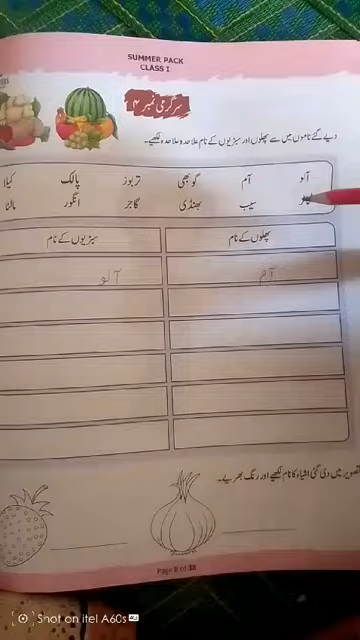 SUMMER PACK
CLASS 1
سرگرمی نمبر ۴
دیے گئے ناموں میں سے پھلوں اور سبزیوں کے نام علاحدہ علاحدہ لکھیے۔
آلو آم گوبھی تربوز پالک کیلا
سیب بھنڈی گاجر انگور مالٹا
پھلوں کے نام سبزیوں کے نام
آم آلو
تصویر میں دی گئی اشیاء کا نام لکھیے اور رنگ بھریے۔
Page 8 of 38
Shot on itel A60s